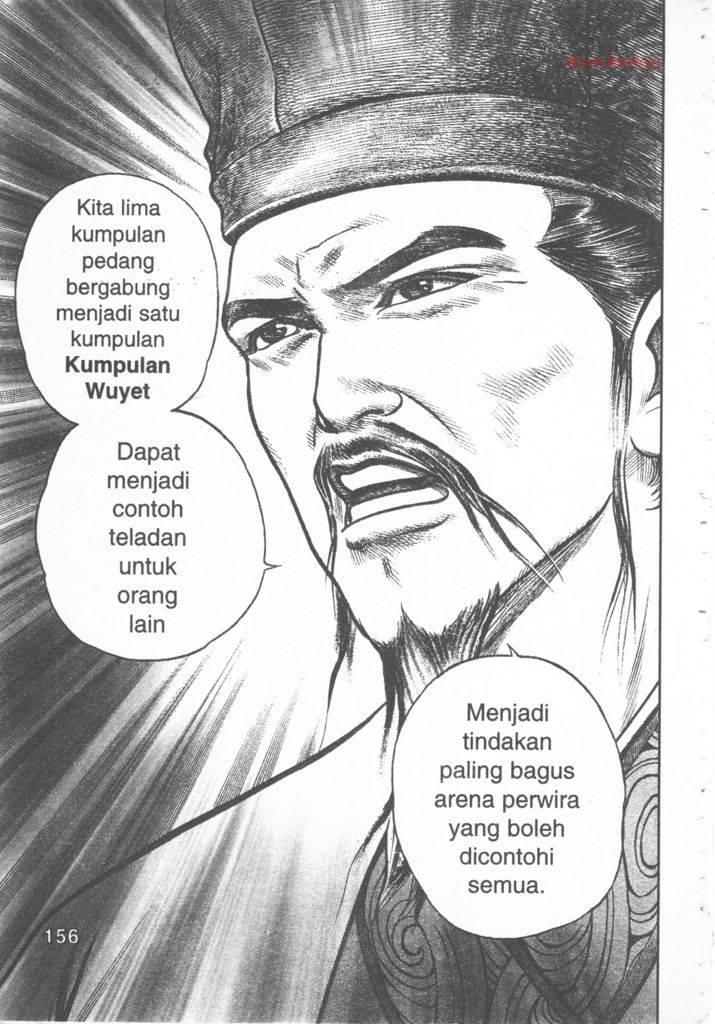 Kita lima
kumpulan
pedang
bergabung
menjadi satu
kumpulan
Kumpulan
Wuyet
Dapat
menjadi
contoh
teladan
untuk
orang
lain
Menjadi
tindakan
paling bagus
arena perwira
yang boleh
dicontohi
semua.
156